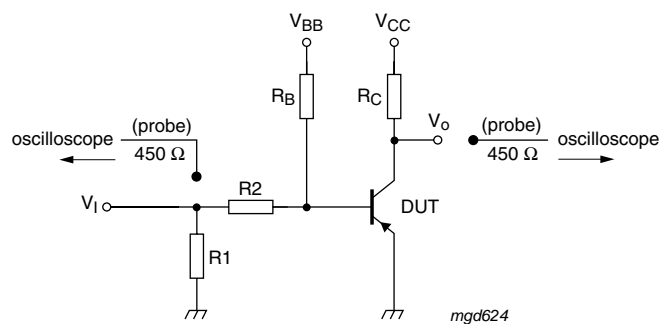 VBB VCC
RB RC
Vo
(probe) (probe)
oscilloscope oscilloscope
450 Ω 450 Ω
R2
VI DUT
R1
mgd624